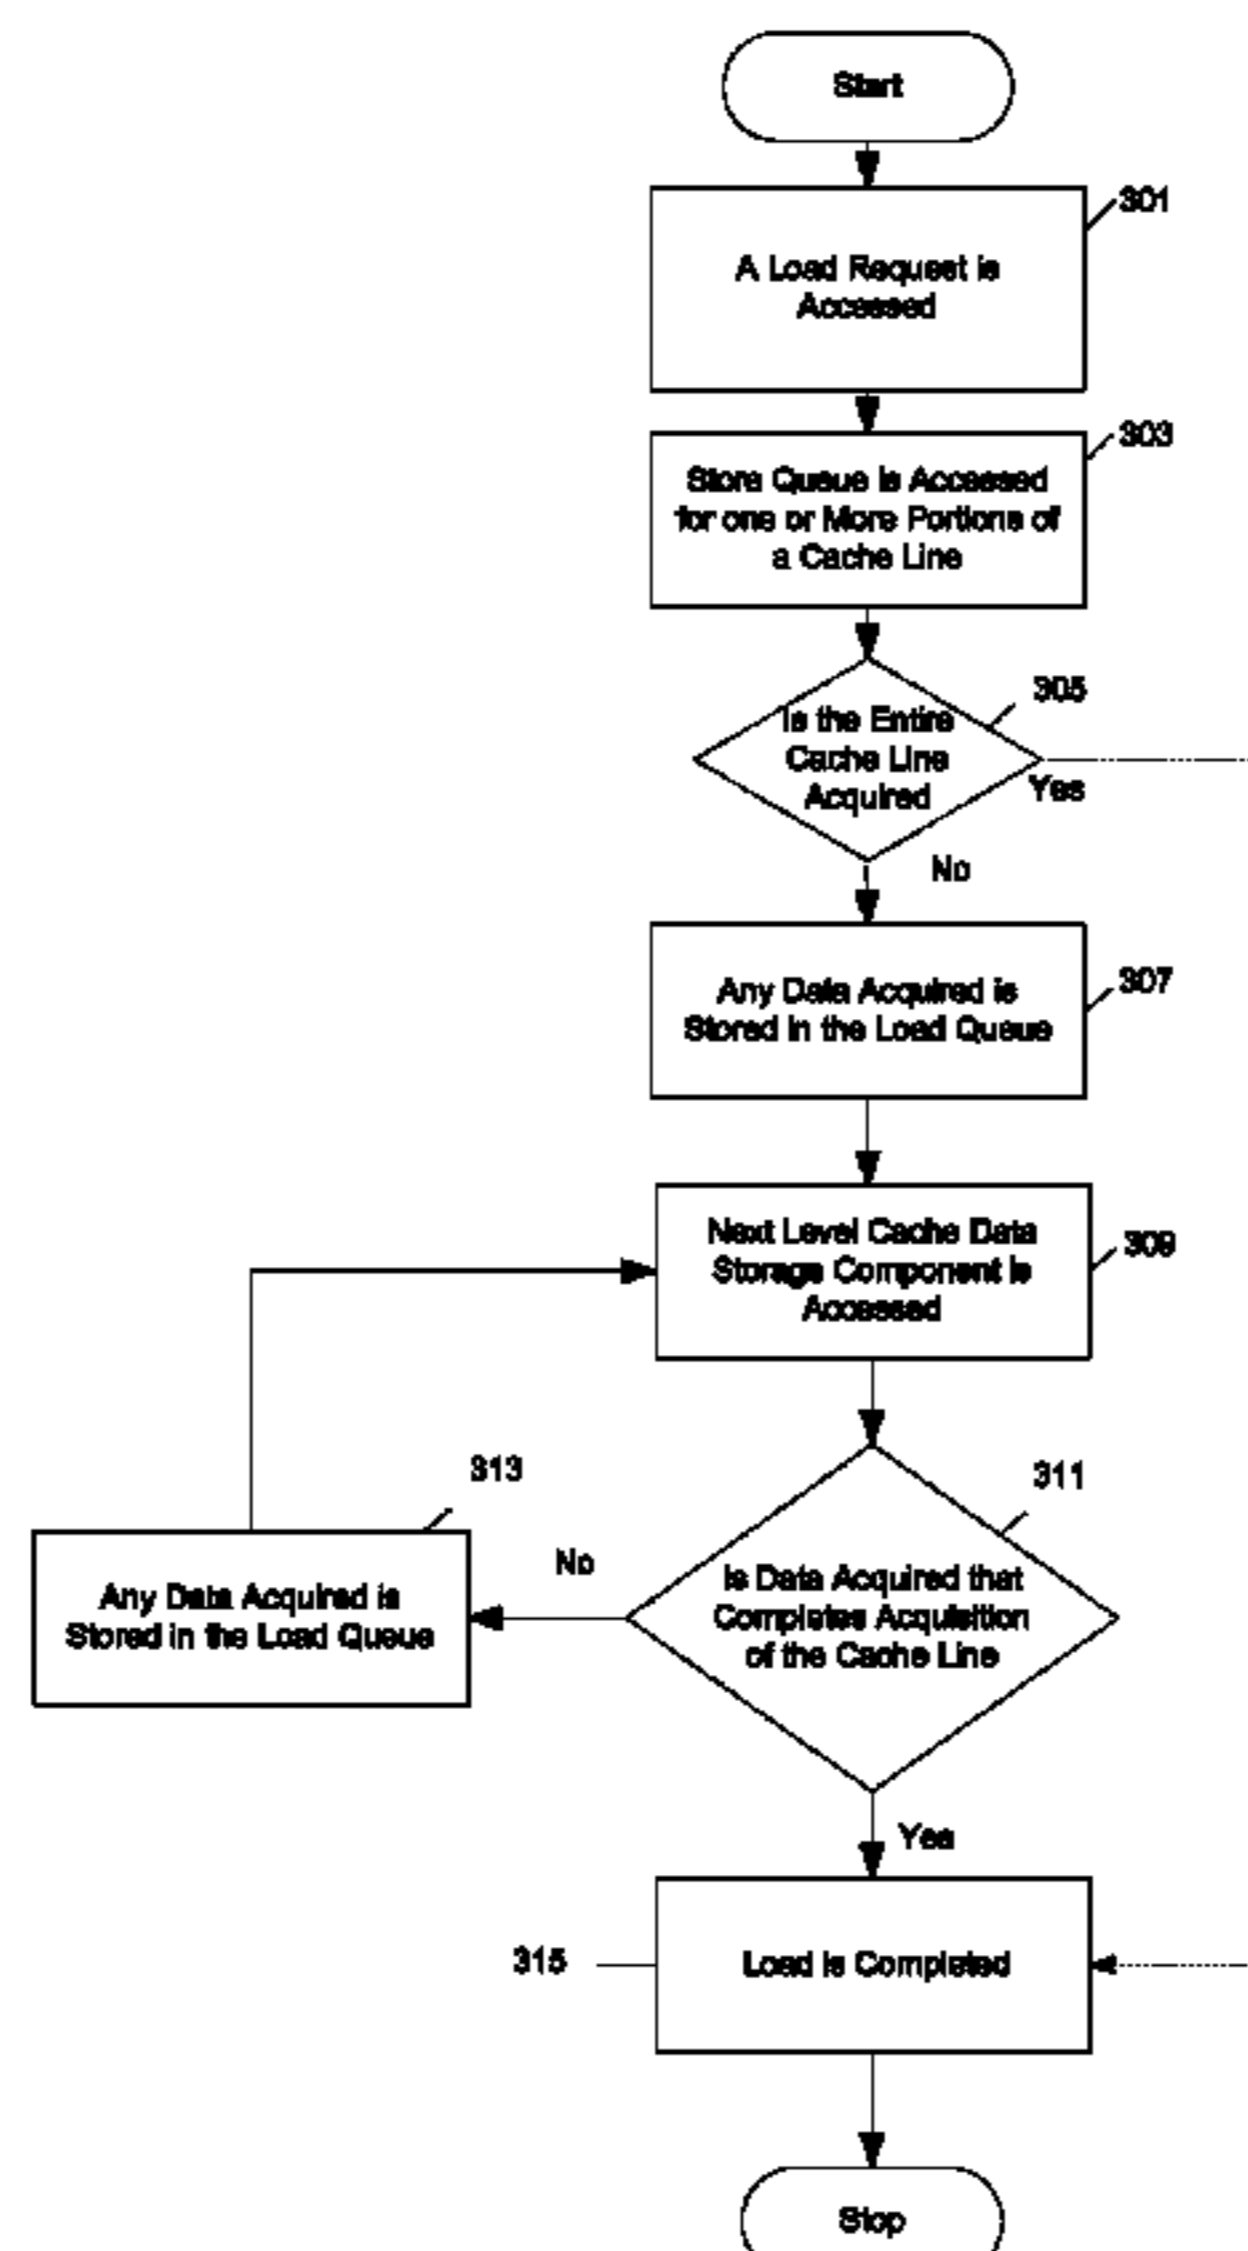 Start
301
A Load Request is
Accessed
303
Store Queue is Accessed
for one or More Portions of
a Cache Line
305
Is the Entire
Cache Line
Acquired
Yes
No
307
Any Data Acquired is
Stored in the Load Queue
309
Next Level Cache Data
Storage Component is
Accessed
313
311
No
Any Data Acquired is
Stored in the Load Queue
Is Data Acquired that
Completes Acquisition
of the Cache Line
Yes
315
Load is Completed
Stop